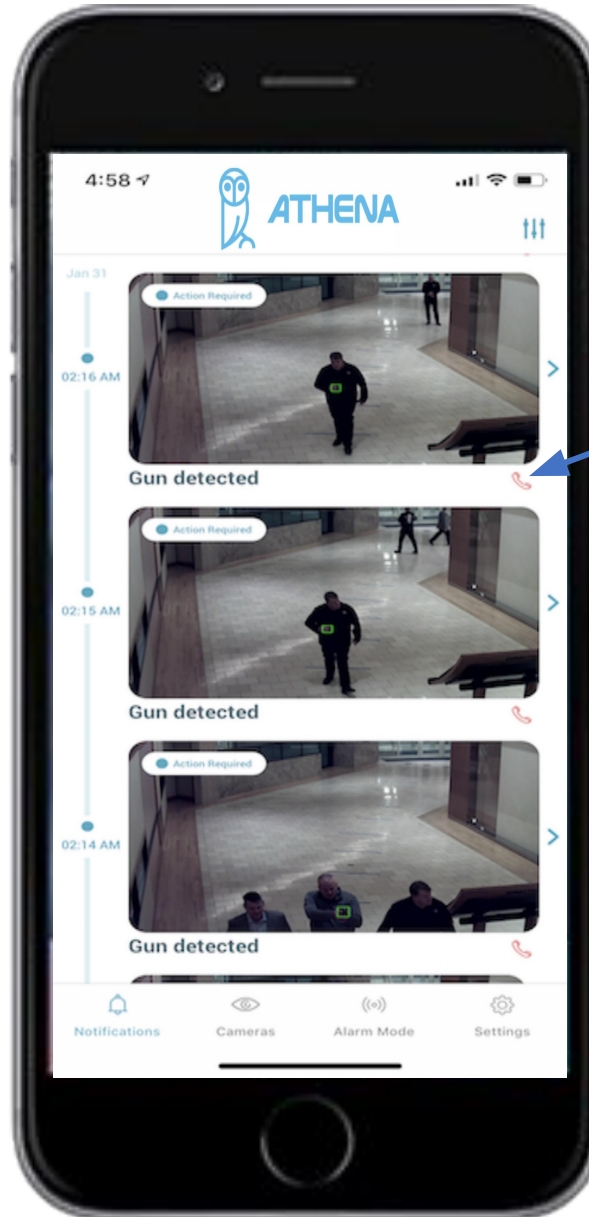 4:58
ATHENA
Jan 31
Action Required
02:16 AM
Gun detected
Action Required
02:15 AM
Gun detected
Action Required
02:14 AM
Gun detected
Notifications
Cameras
Alarm Mode
Settings